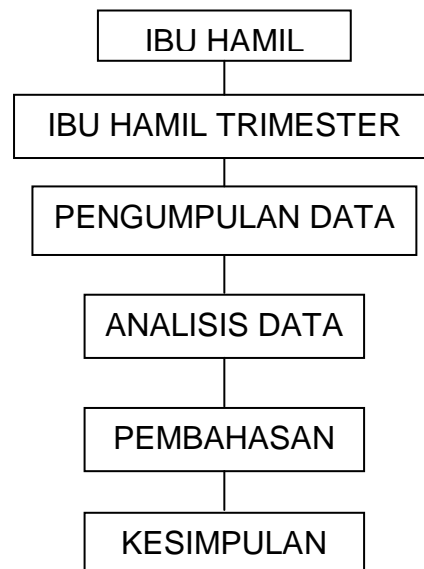 IBU HAMIL
IBU HAMIL TRIMESTER
PENGUMPULAN DATA
ANALISIS DATA
PEMBAHASAN
KESIMPULAN